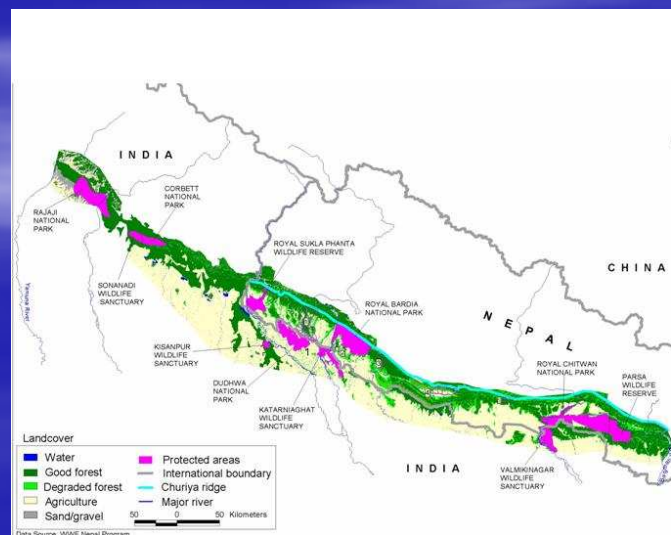 INDIA
CORBETT
NATIONAL
PARK
RAJAJI
NATIONAL
PARK
ROYAL SUKLA PHANTA
WILDLIFE RESERVE
CHINA
SONANADI
WILDLIFE
SANCTUARY
ROYAL BARDIA
NATIONAL PARK
Yamuna River
NEPAL
KISANPUR
WILDLIFE
SANCTUARY
ROYAL CHITWAN
NATIONAL PARK
PARSA
WILDLIFE
RESERVE
DUDHWA
NATIONAL
PARK
KATARNIAGHAT
WILDLIFE
SANCTUARY
INDIA
VALMIKINAGAR
WILDLIFE
SANCTUARY
Landcover
Water
Good forest
Degraded forest
Agriculture
Sand/gravel
Protected areas
International boundary
Churiya ridge
Major river
50 0 50 Kilometers
Data Source: WWF Nepal Program